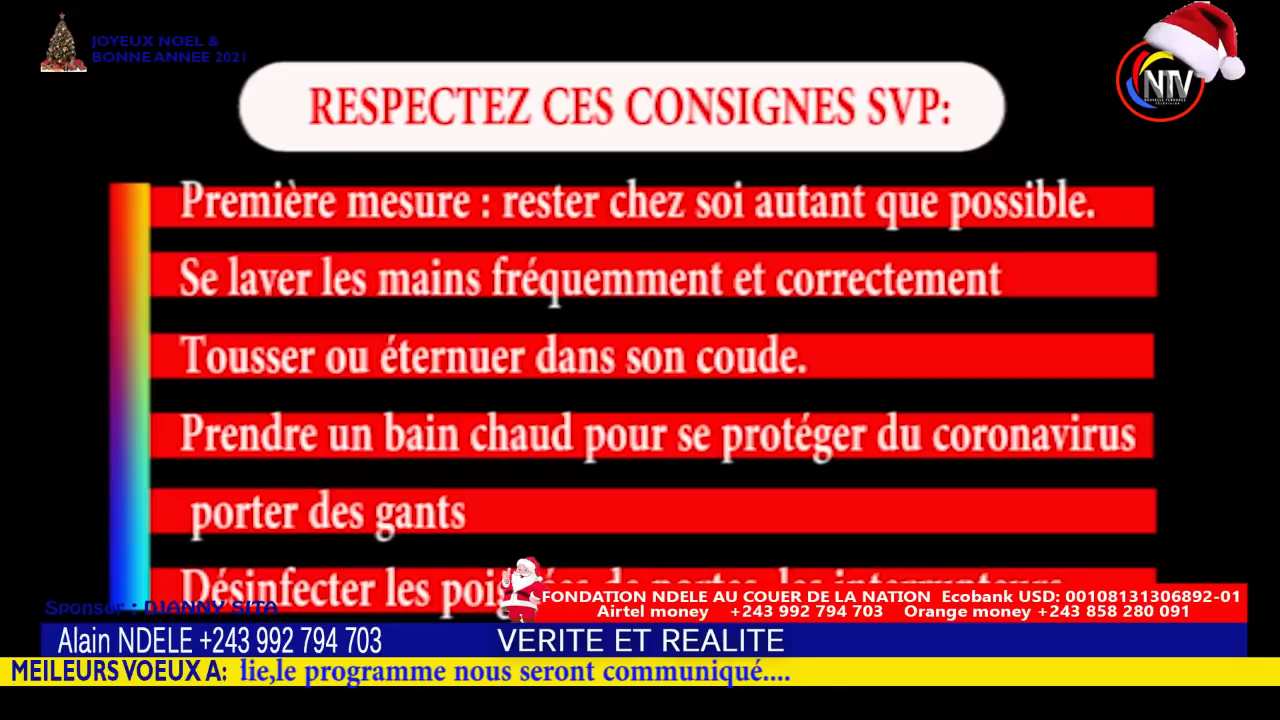 JOYEUX NOEL &
BONNE ANNEE 2021
NTV
RESPECTEZ CES CONSIGNES SVP:
Première mesure : rester chez soi autant que possible.
Se laver les mains fréquemment et correctement
Tousser ou éternuer dans son coude.
Prendre un bain chaud pour se protéger du coronavirus
porter des gants
Désinfecter les
Sponsor : DJANNY SITA
FONDATION NDELE AU COUER DE LA NATION Ecobank USD: 00108131306892-01
Airtel money +243 992 794 703 Orange money +243 858 280 091
Alain NDELE +243 992 794 703
VERITE ET REALITE
MEILEURS VOEUX A: lie,le programme nous seront communiqué....